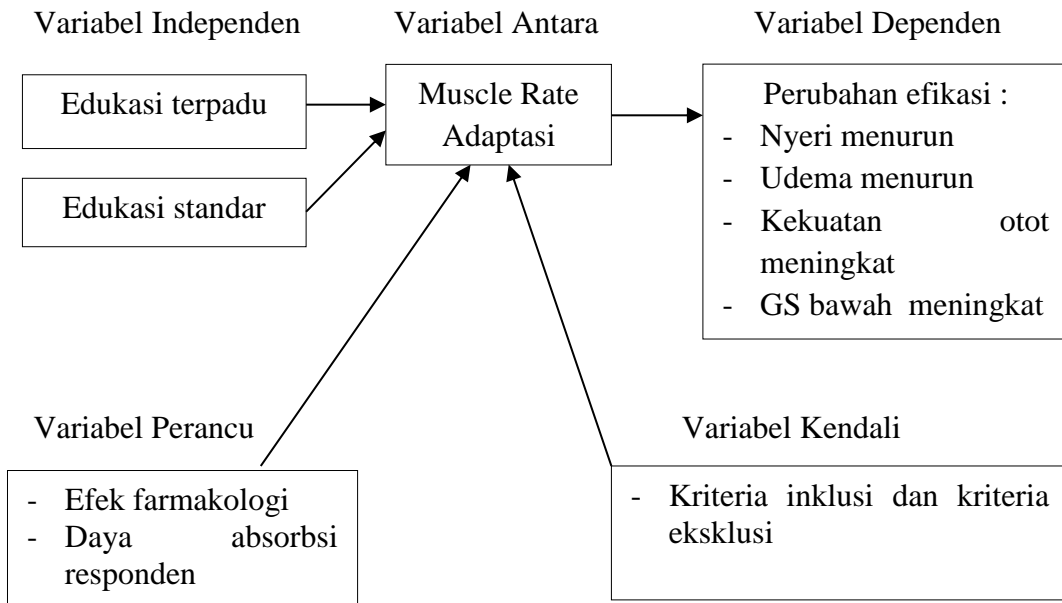 Variabel Independen
Variabel Antara
Variabel Dependen
Edukasi terpadu
Edukasi standar
Muscle Rate
Adaptasi
Perubahan efikasi :
- Nyeri menurun
- Udema menurun
- Kekuatan otot
meningkat
- GS bawah meningkat
Variabel Perancu
- Efek farmakologi
- Daya absorbsi
responden
Variabel Kendali
- Kriteria inklusi dan kriteria
eksklusi